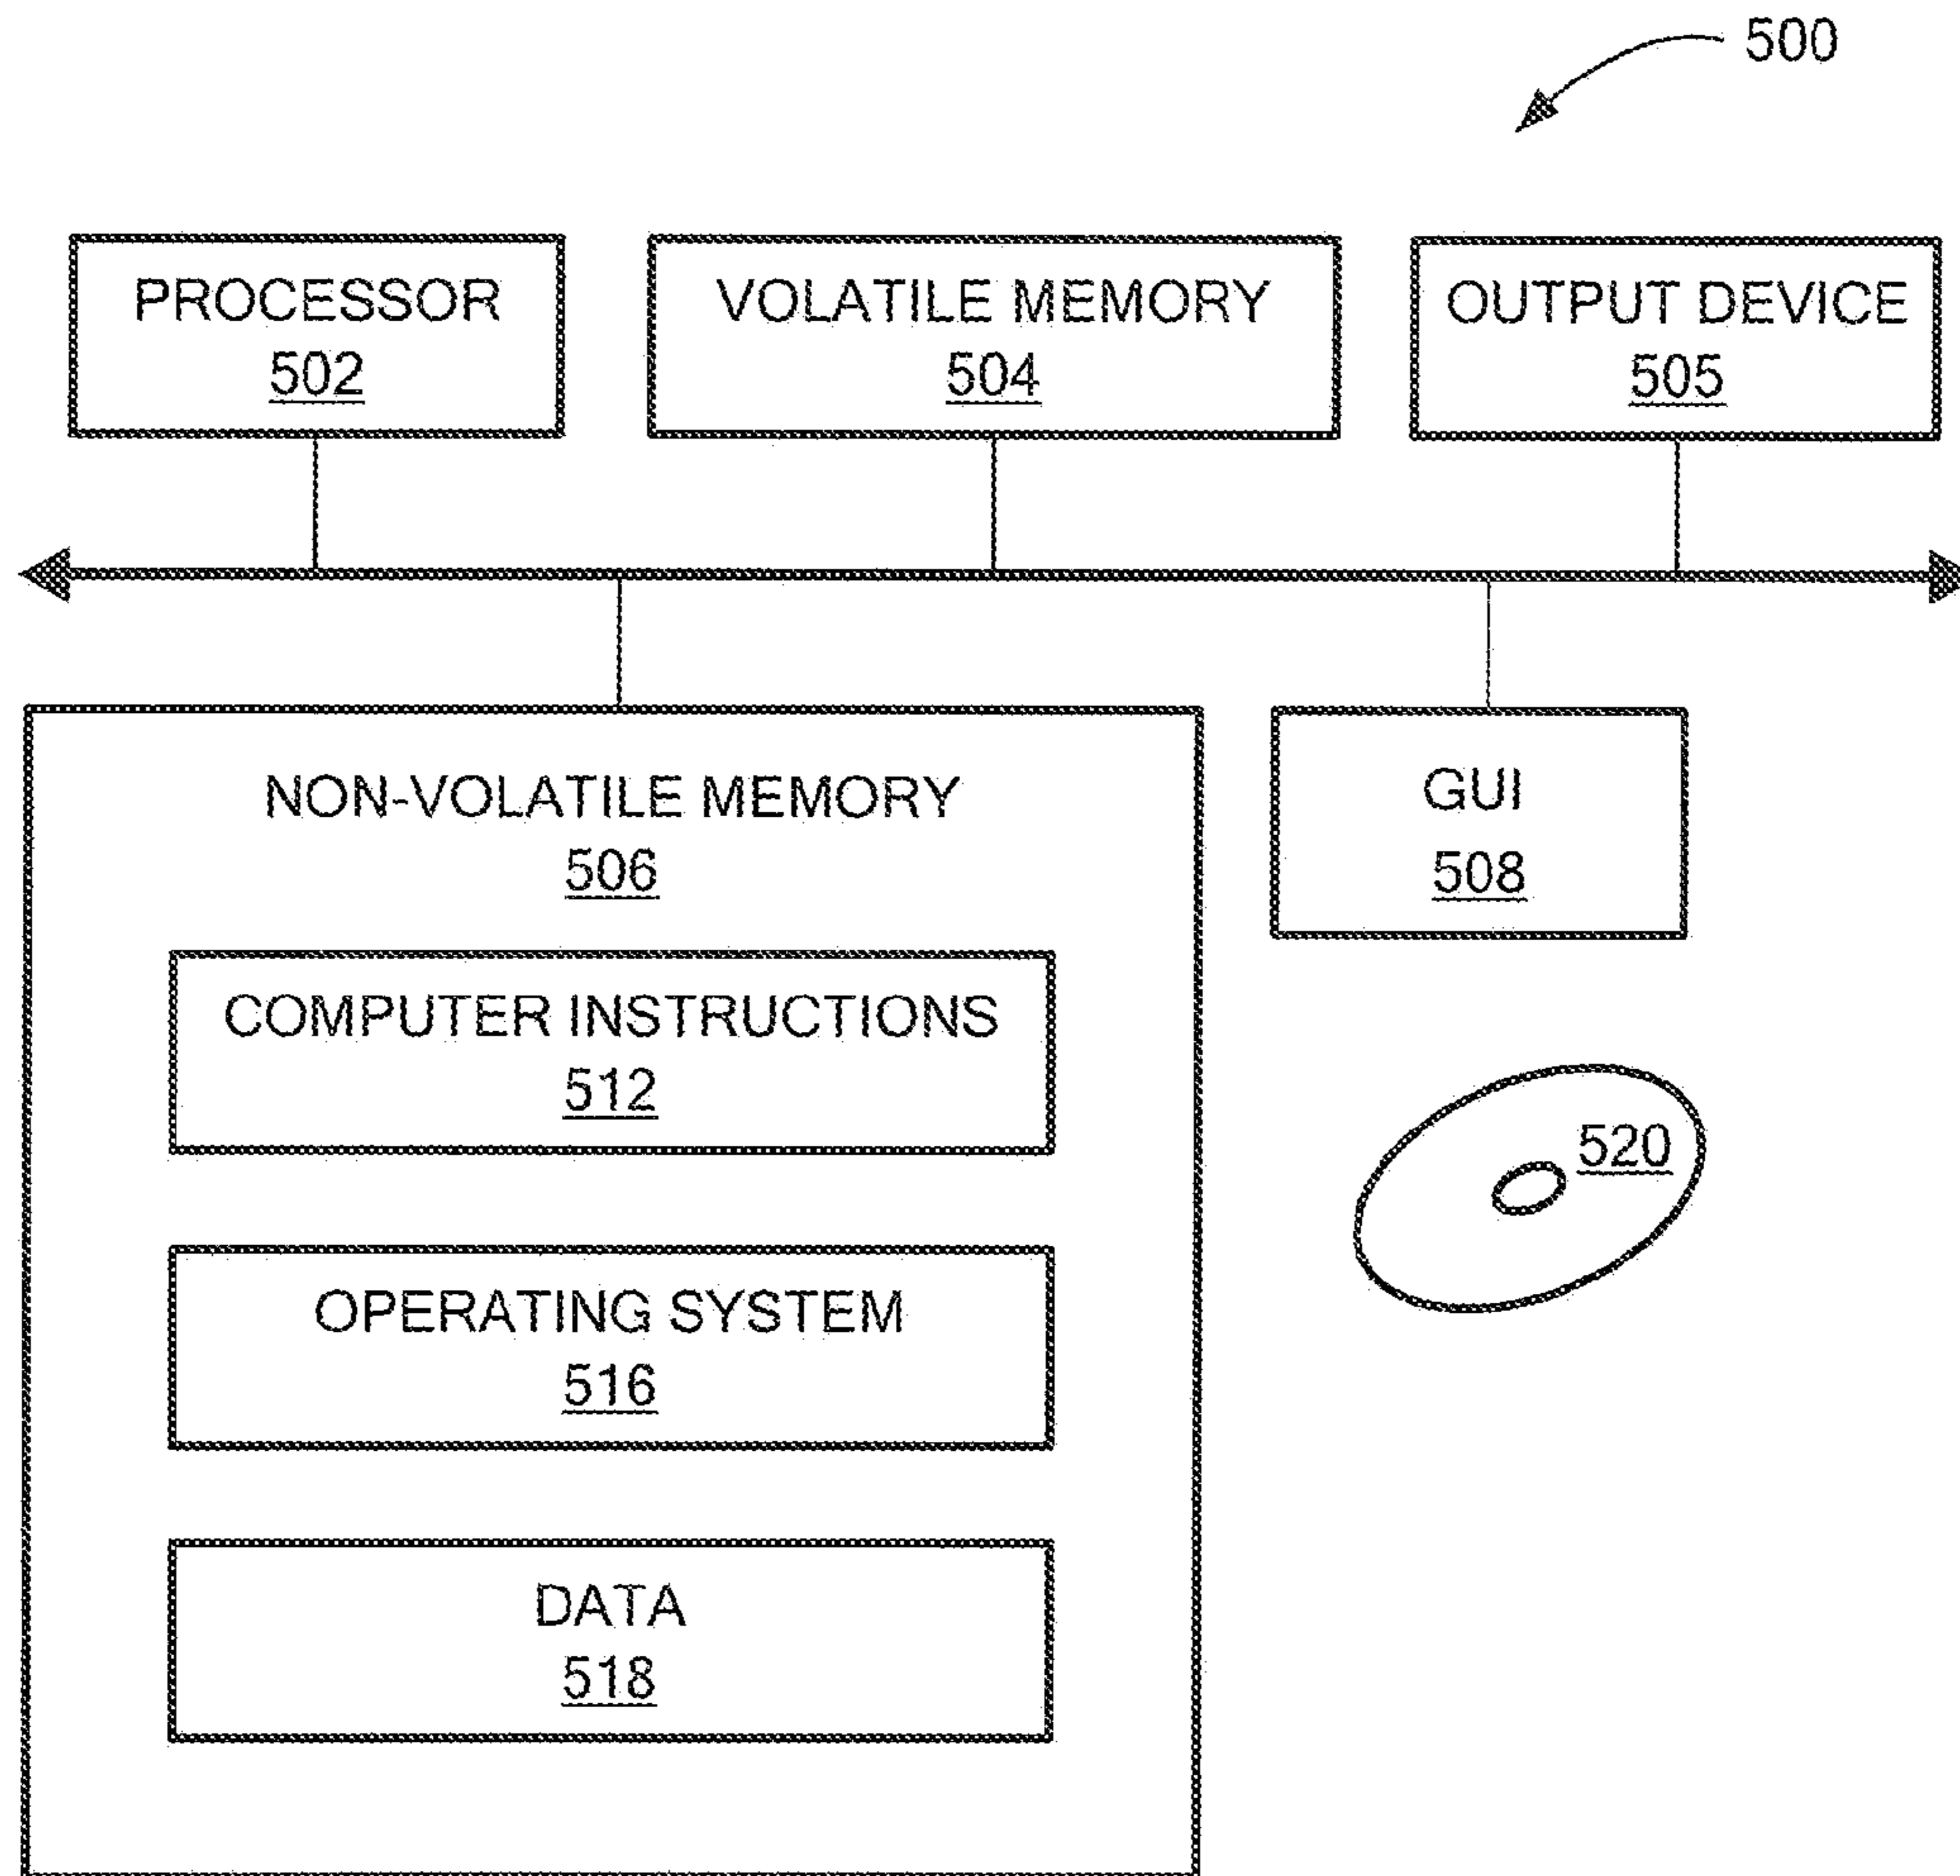 500
PROCESSOR
502
VOLATILE MEMORY
504
OUTPUT DEVICE
505
NON-VOLATILE MEMORY
506
GUI
508
COMPUTER INSTRUCTIONS
512
520
OPERATING SYSTEM
516
DATA
518